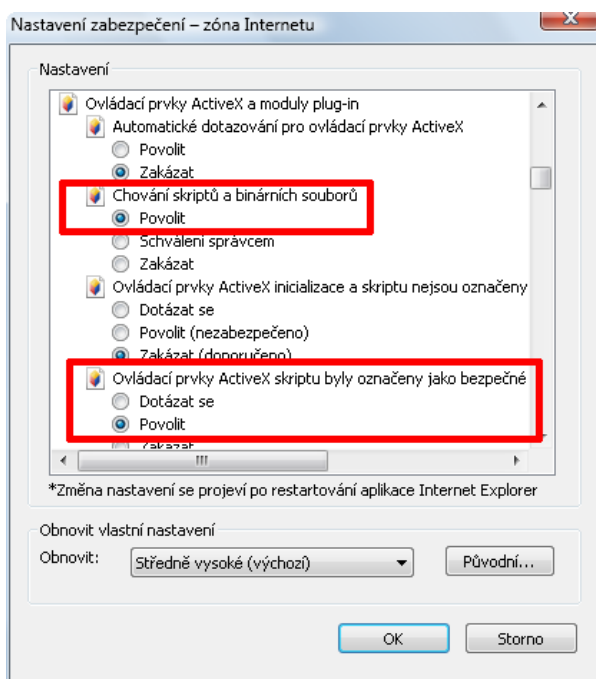 Nastavení zabezpečení – zóna Internetu
Nastavení
Ovládací prvky ActiveX a moduly plug-in
Automatické dotazování pro ovládací prvky ActiveX
Povolit
Zakázat
Chování skriptů a binárních souborů
Povolit
Schválení správcem
Zakázat
Ovládací prvky ActiveX inicializace a skriptu nejsou označeny
Dotázat se
Povolit (nezabezpečeno)
Zakázat (doporučeno)
Ovládací prvky ActiveX skriptu byly označeny jako bezpečné
Dotázat se
Povolit
Zakázat
*Změna nastavení se projeví po restartování aplikace Internet Explorer
Obnovit vlastní nastavení
Obnovit: Středně vysoké (výchozí) Původní...
OK Storno